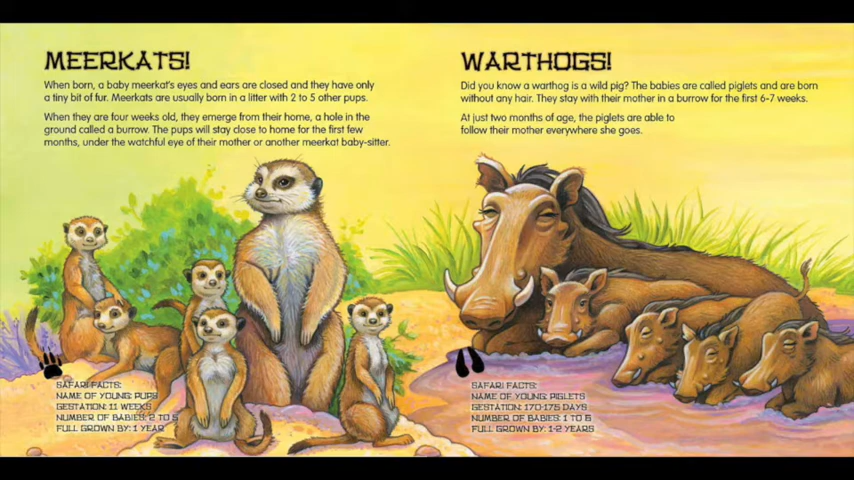 MEERKATS!
When born, a baby meerkat's eyes and ears are closed and they have only
a tiny bit of fur. Meerkats are usually born in a litter with 2 to 5 other pups.
When they are four weeks old, they emerge from their home, a hole in the
ground called a burrow. The pups will stay close to home for the first few
months, under the watchful eye of their mother or another meerkat baby-sitter.
SAFARI FACTS:
NAME OF YOUNG: PUPS
GESTATION: 11 WEEKS
NUMBER OF BABIES: 2 TO 5
FULL GROWN BY: 1 YEAR
WARTHOGS!
Did you know a warthog is a wild pig? The babies are called piglets and are born
without any hair. They stay with their mother in a burrow for the first 6-7 weeks.
At just two months of age, the piglets are able to
follow their mother everywhere she goes.
SAFARI FACTS:
NAME OF YOUNG: PIGLETS
GESTATION: 170-175 DAYS
NUMBER OF BABIES: 1 TO 6
FULL GROWN BY: 1-2 YEARS